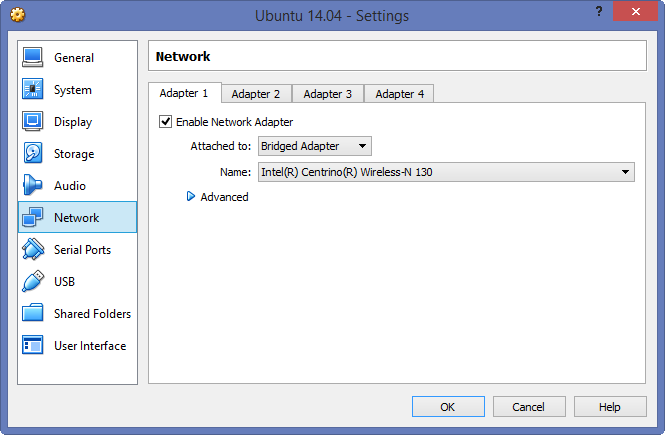 Ubuntu 14.04 - Settings
?
General
System
Display
Storage
Audio
Network
Serial Ports
USB
Shared Folders
User Interface
Network
Adapter 1 Adapter 2 Adapter 3 Adapter 4
Enable Network Adapter
Attached to: Bridged Adapter
Name: Intel(R) Centrino(R) Wireless-N 130
Advanced
OK Cancel Help